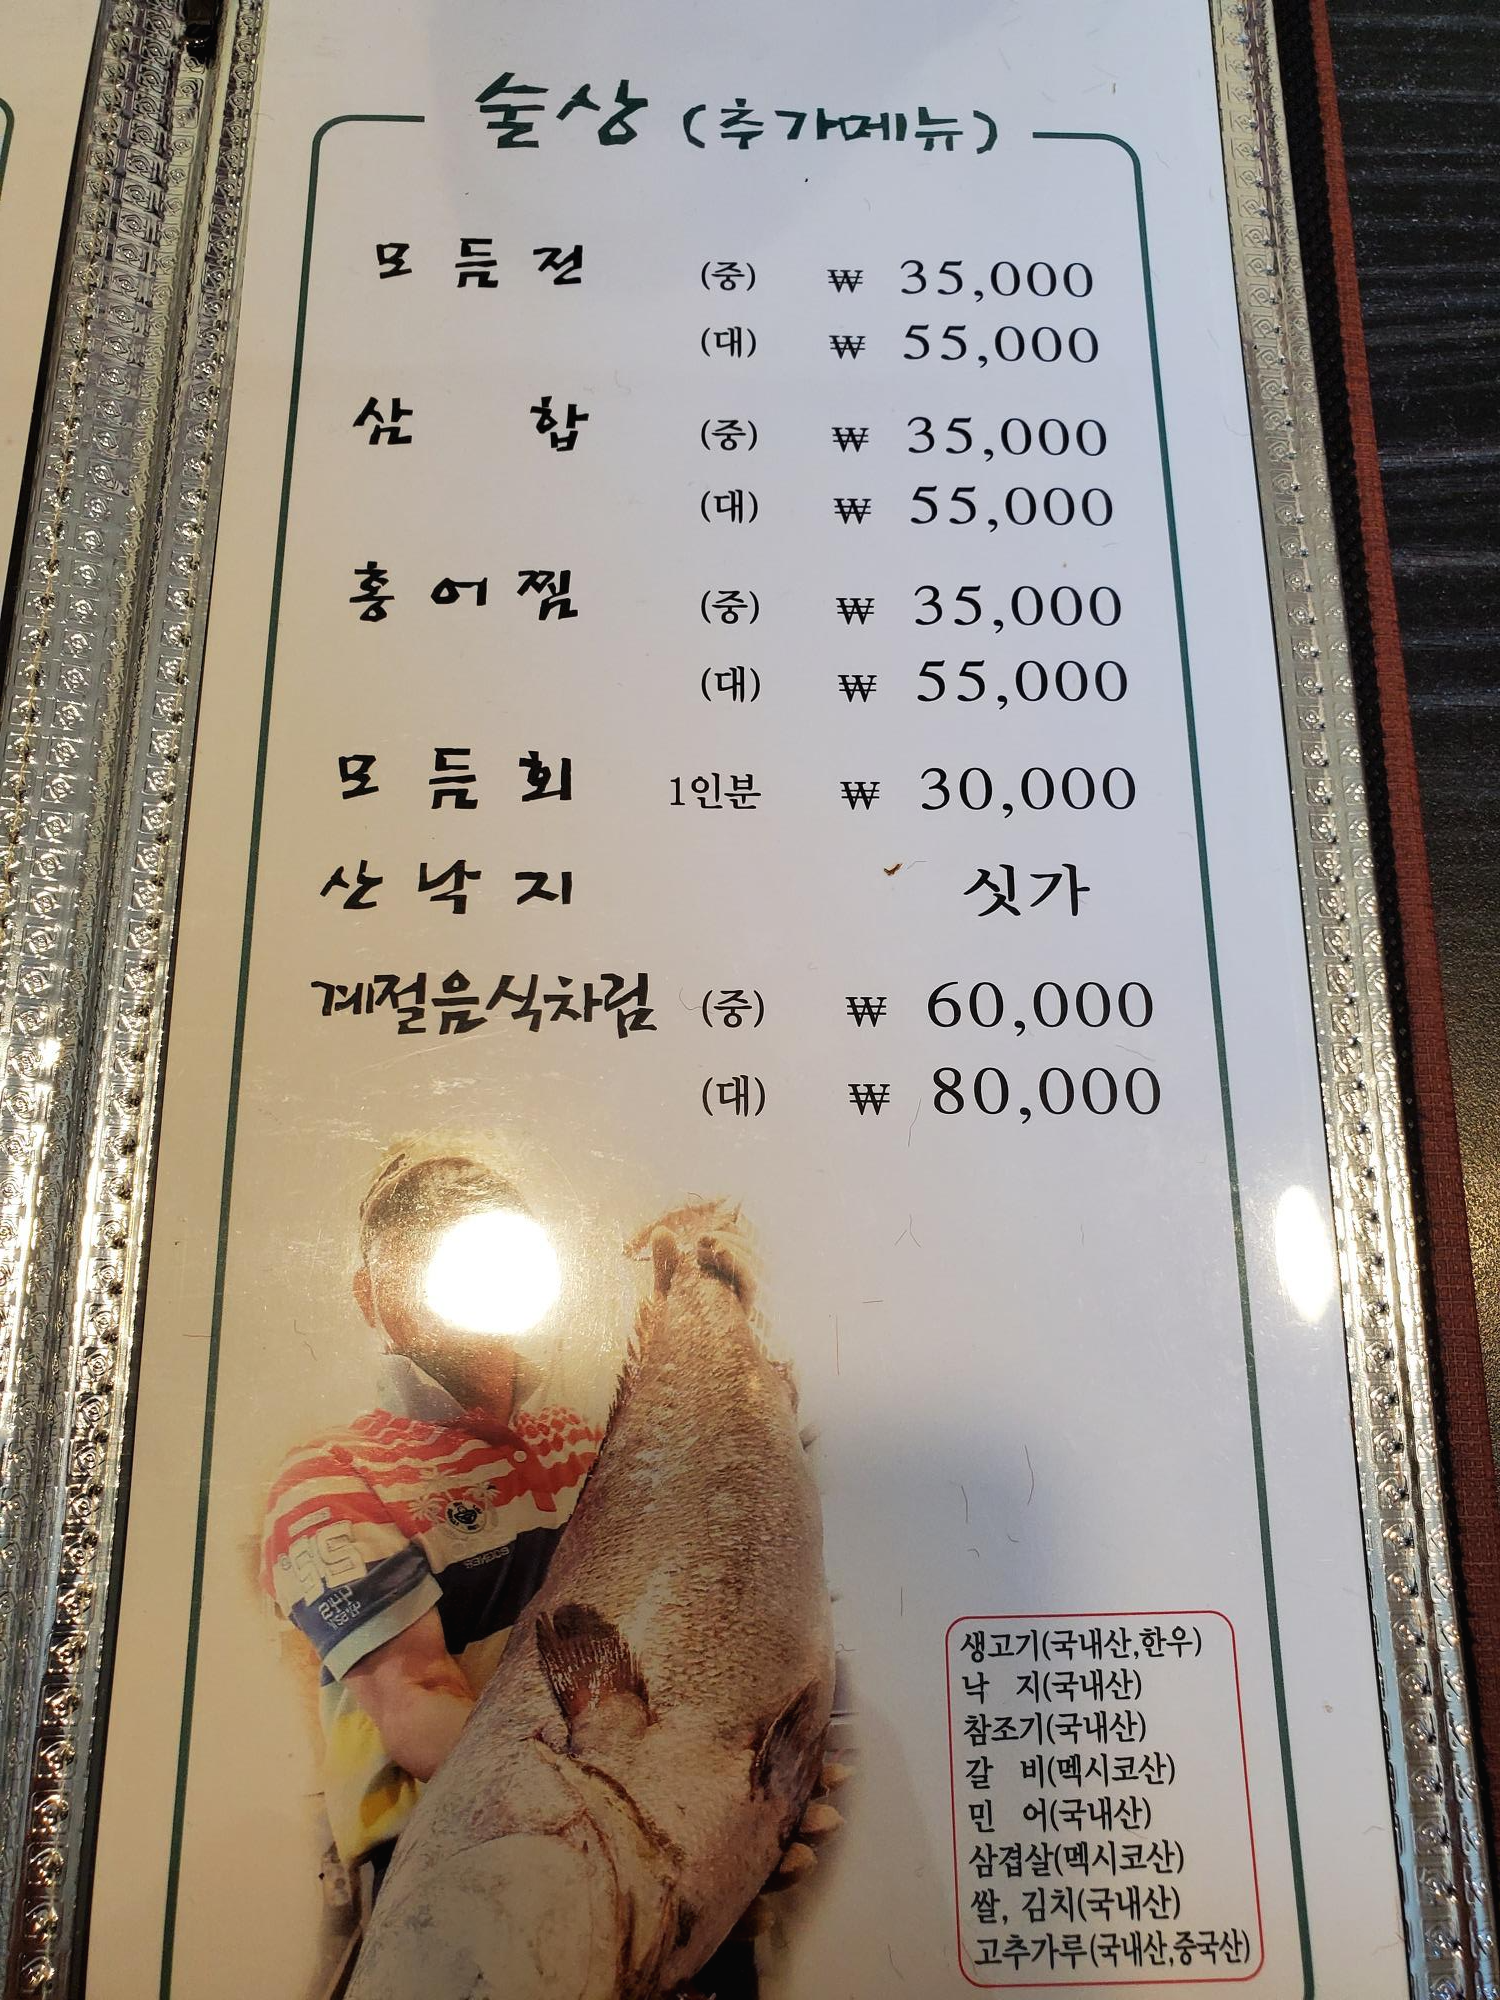 술상 (추가메뉴)
모듬전 (중) ₩ 35,000
(대) ₩ 55,000
삼 합 (중) ₩ 35,000
(대) ₩ 55,000
홍어찜 (중) ₩ 35,000
(대) ₩ 55,000
모듬회 1인분 ₩ 30,000
산낙지 싯가
계절음식차림 (중) ₩ 60,000
(대) ₩ 80,000
생고기(국내산,한우)
낙 지(국내산)
참조기(국내산)
갈 비(멕시코산)
민 어(국내산)
삼겹살(멕시코산)
쌀, 김치(국내산)
고추가루(국내산,중국산)